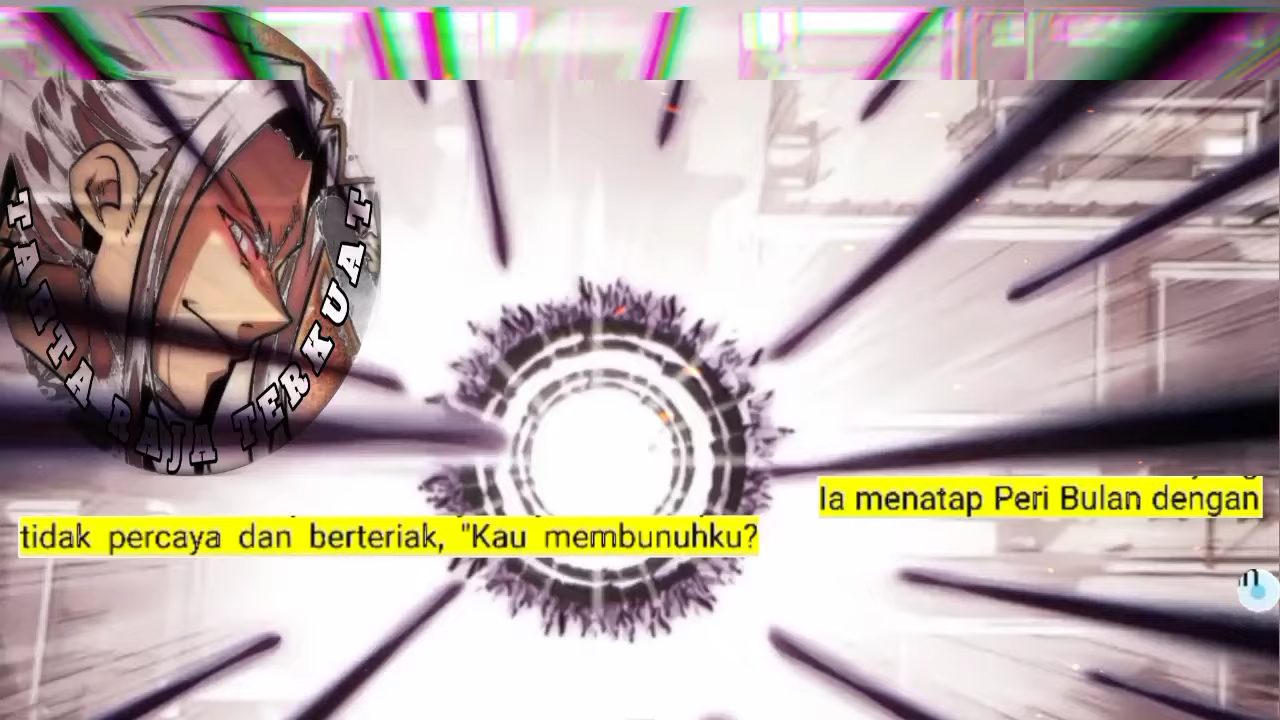 TAHTA RAJA TERKUAT
Ia menatap Peri Bulan dengan
tidak percaya dan berteriak, "Kau membunuhku?